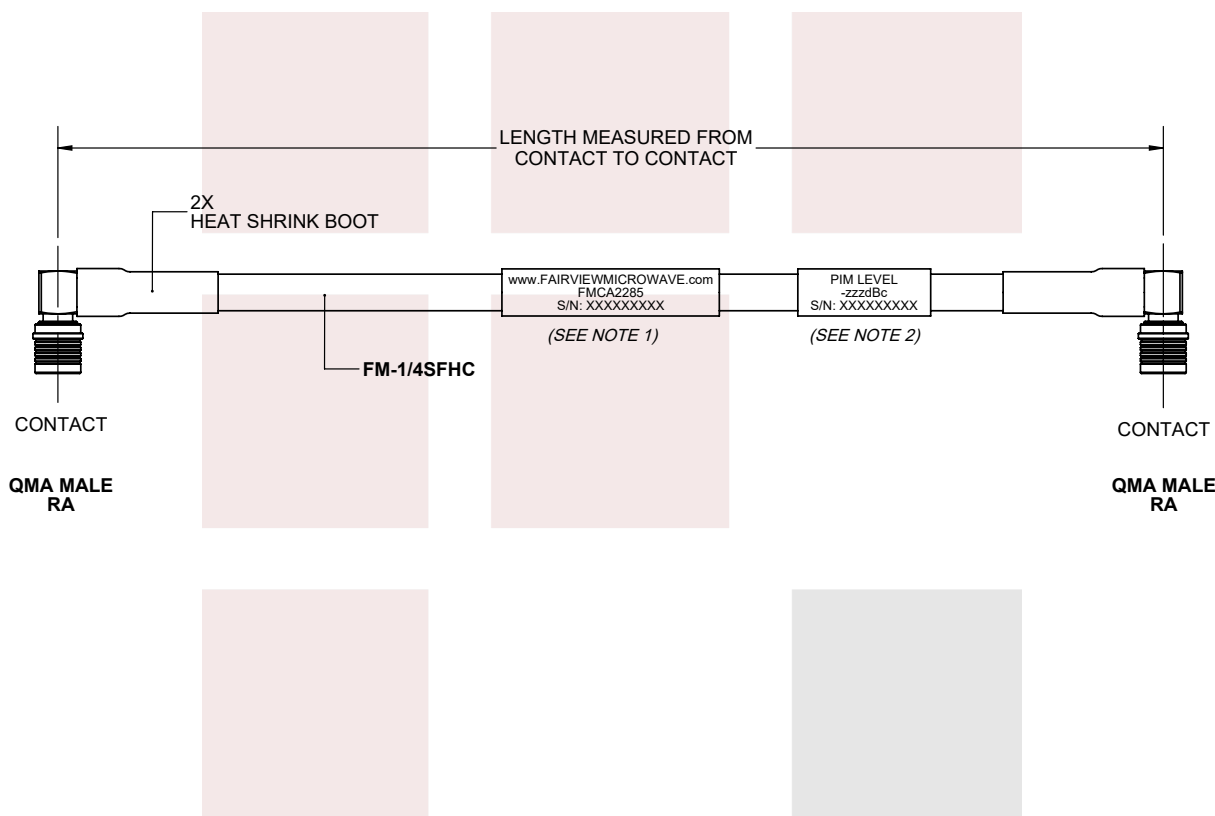 LENGTH MEASURED FROM
CONTACT TO CONTACT
2X
HEAT SHRINK BOOT
www.FAIRVIEWMICROWAVE.com
FMCA2285
S/N: XXXXXXXXX
PIM LEVEL
-zzzdBc
S/N: XXXXXXXXX
(SEE NOTE 1)
(SEE NOTE 2)
FM-1/4SFHC
CONTACT
CONTACT
QMA MALE
RA
QMA MALE
RA